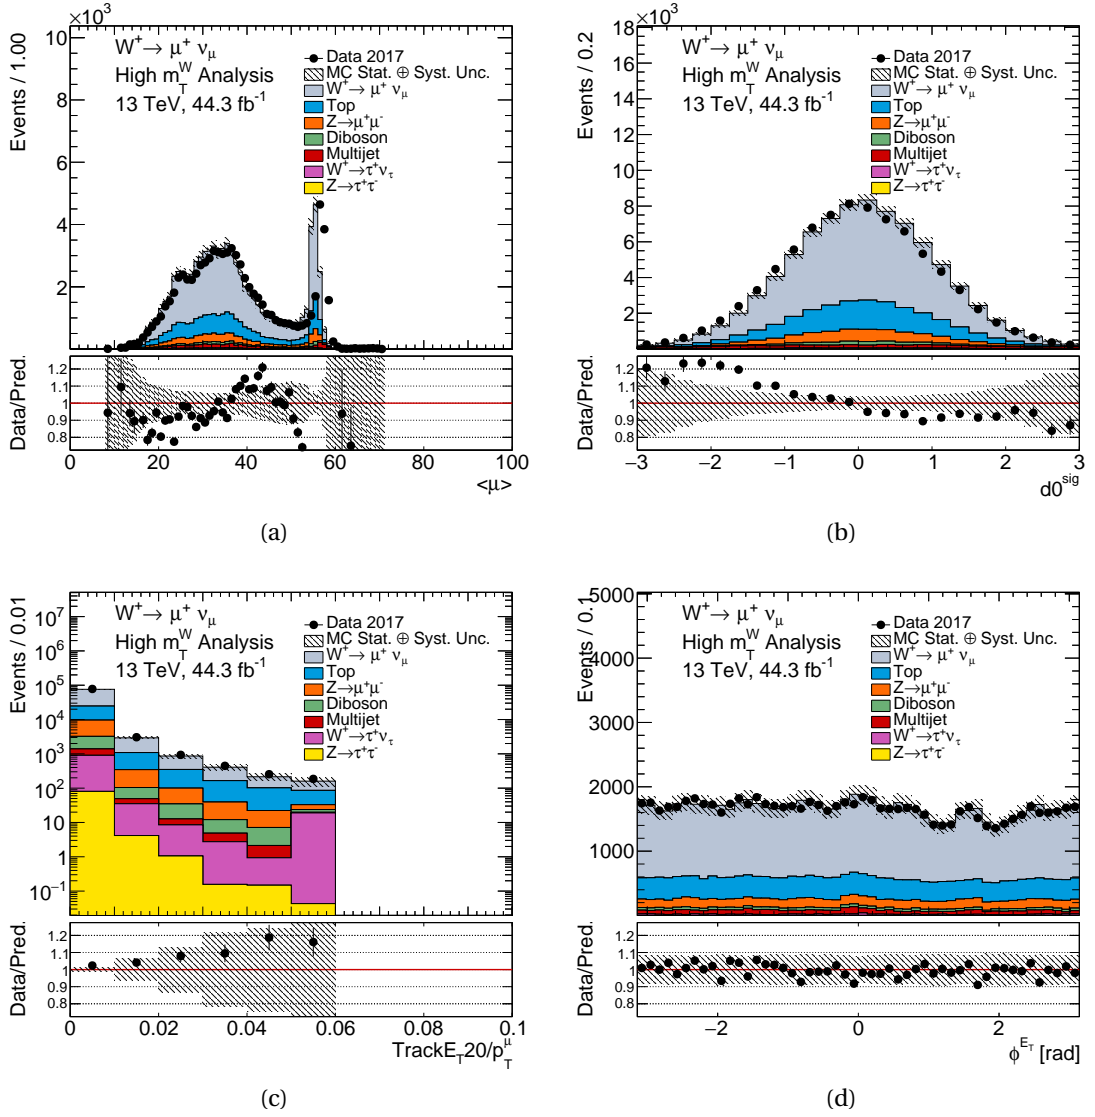 ×10³
Events / 1.00
10
8
6
4
2
W⁺→ μ⁺ ν_μ
High m_T^W Analysis
13 TeV, 44.3 fb⁻¹
Data 2017
MC Stat. ⊕ Syst. Unc.
W⁺→ μ⁺ ν_μ
Top
Z→μ⁺μ⁻
Diboson
Multijet
W⁺→τ⁺ν_τ
Z→τ⁺τ⁻
Data/Pred.
1.2
1.1
1
0.9
0.8
0 20 40 60 80 100
<μ>
(a)
×10³
Events / 0.2
18
16
14
12
10
8
6
4
2
W⁺→ μ⁺ ν_μ
High m_T^W Analysis
13 TeV, 44.3 fb⁻¹
Data 2017
MC Stat. ⊕ Syst. Unc.
W⁺→ μ⁺ ν_μ
Top
Z→μ⁺μ⁻
Diboson
Multijet
W⁺→τ⁺ν_τ
Z→τ⁺τ⁻
Data/Pred.
1.2
1.1
1
0.9
0.8
−3 −2 −1 0 1 2 3
d0^sig
(b)
Events / 0.01
10⁷
10⁶
10⁵
10⁴
10³
10²
10
1
10⁻¹
W⁺→ μ⁺ ν_μ
High m_T^W Analysis
13 TeV, 44.3 fb⁻¹
Data 2017
MC Stat. ⊕ Syst. Unc.
W⁺→ μ⁺ ν_μ
Top
Z→μ⁺μ⁻
Diboson
Multijet
W⁺→τ⁺ν_τ
Z→τ⁺τ⁻
Data/Pred.
1.2
1.1
1
0.9
0.8
0 0.02 0.04 0.06 0.08 0.1
TrackE_T20/p_T^μ
(c)
Events / 0.1
5000
4000
3000
2000
1000
W⁺→ μ⁺ ν_μ
High m_T^W Analysis
13 TeV, 44.3 fb⁻¹
Data 2017
MC Stat. ⊕ Syst. Unc.
W⁺→ μ⁺ ν_μ
Top
Z→μ⁺μ⁻
Diboson
Multijet
W⁺→τ⁺ν_τ
Z→τ⁺τ⁻
Data/Pred.
1.2
1.1
1
0.9
0.8
−2 0 2
ϕ^E_T [rad]
(d)